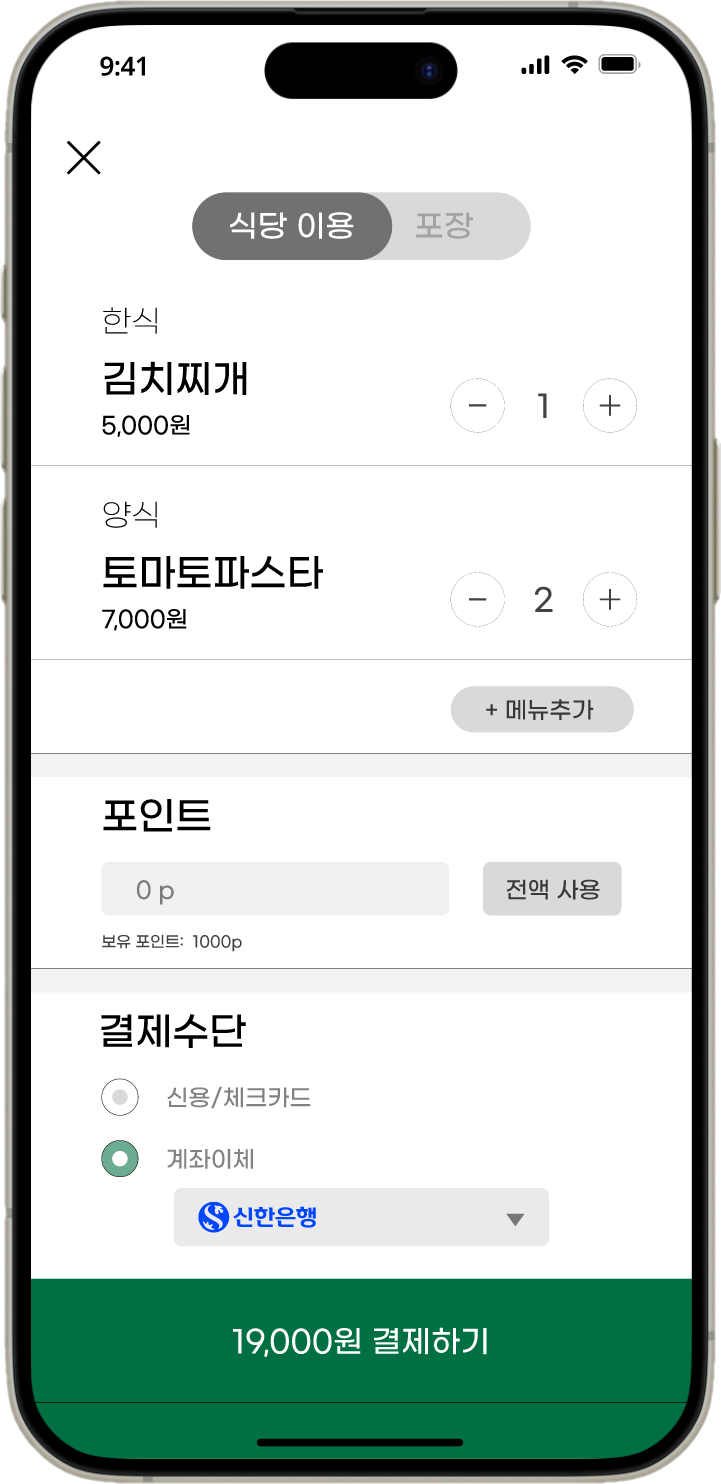 9:41
식당 이용 포장
한식
김치찌개
5,000원
1
양식
토마토파스타
7,000원
2
+ 메뉴추가
포인트
0 p
전액 사용
보유 포인트: 1000p
결제수단
신용/체크카드
계좌이체
신한은행
19,000원 결제하기